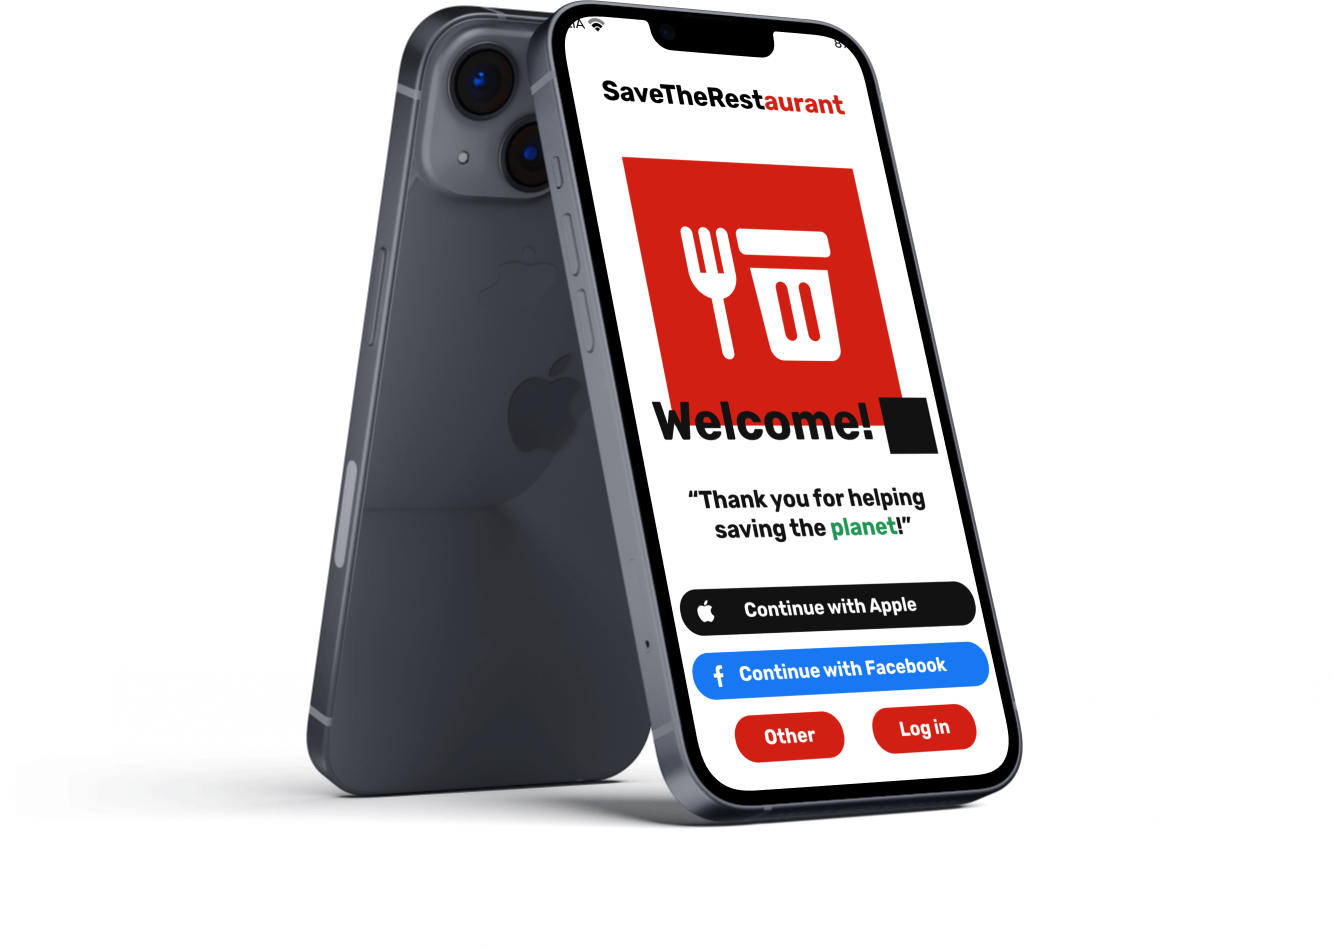 SaveTheRestaurant
Welcome!
“Thank you for helping
saving the planet!”
Continue with Apple
Continue with Facebook
Other
Log in